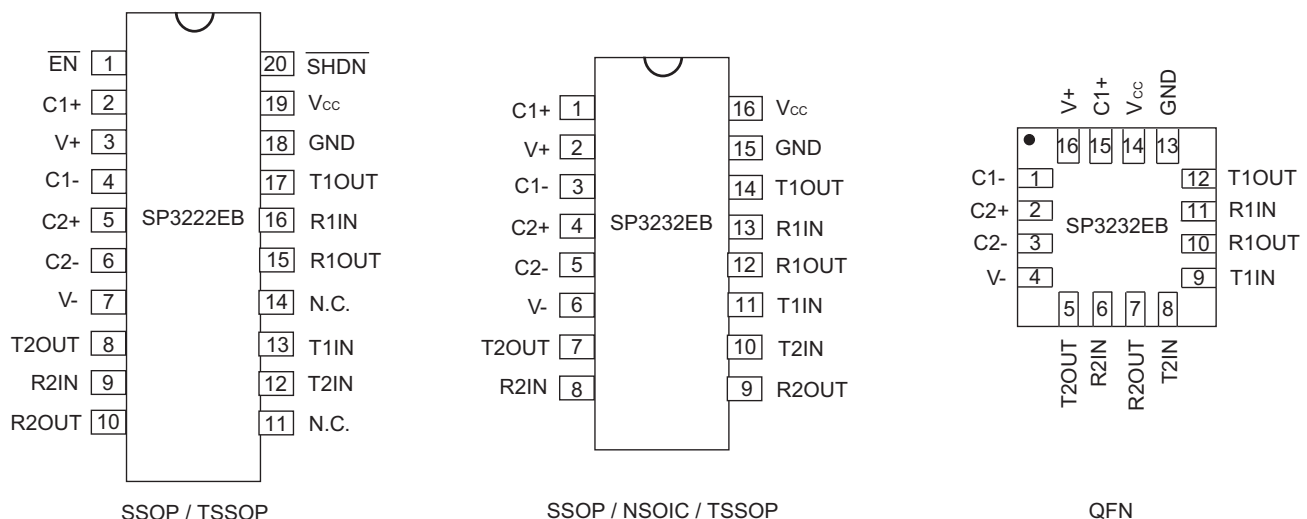 EN 1 20 SHDN
C1+ 2 19 Vcc
V+ 3 18 GND
C1- 4 17 T1OUT
C2+ 5 16 R1IN
C2- 6 15 R1OUT
V- 7 14 N.C.
T2OUT 8 13 T1IN
R2IN 9 12 T2IN
R2OUT 10 11 N.C.
SP3222EB
SSOP / TSSOP
C1+ 1 16 Vcc
V+ 2 15 GND
C1- 3 14 T1OUT
C2+ 4 13 R1IN
C2- 5 12 R1OUT
V- 6 11 T1IN
T2OUT 7 10 T2IN
R2IN 8 9 R2OUT
SP3232EB
SSOP / NSOIC / TSSOP
V+ C1+ Vcc GND
16 15 14 13
C1- 1 12 T1OUT
C2+ 2 11 R1IN
C2- 3 10 R1OUT
V- 4 9 T1IN
SP3232EB
5 6 7 8
T2OUT R2IN R2OUT T2IN
QFN